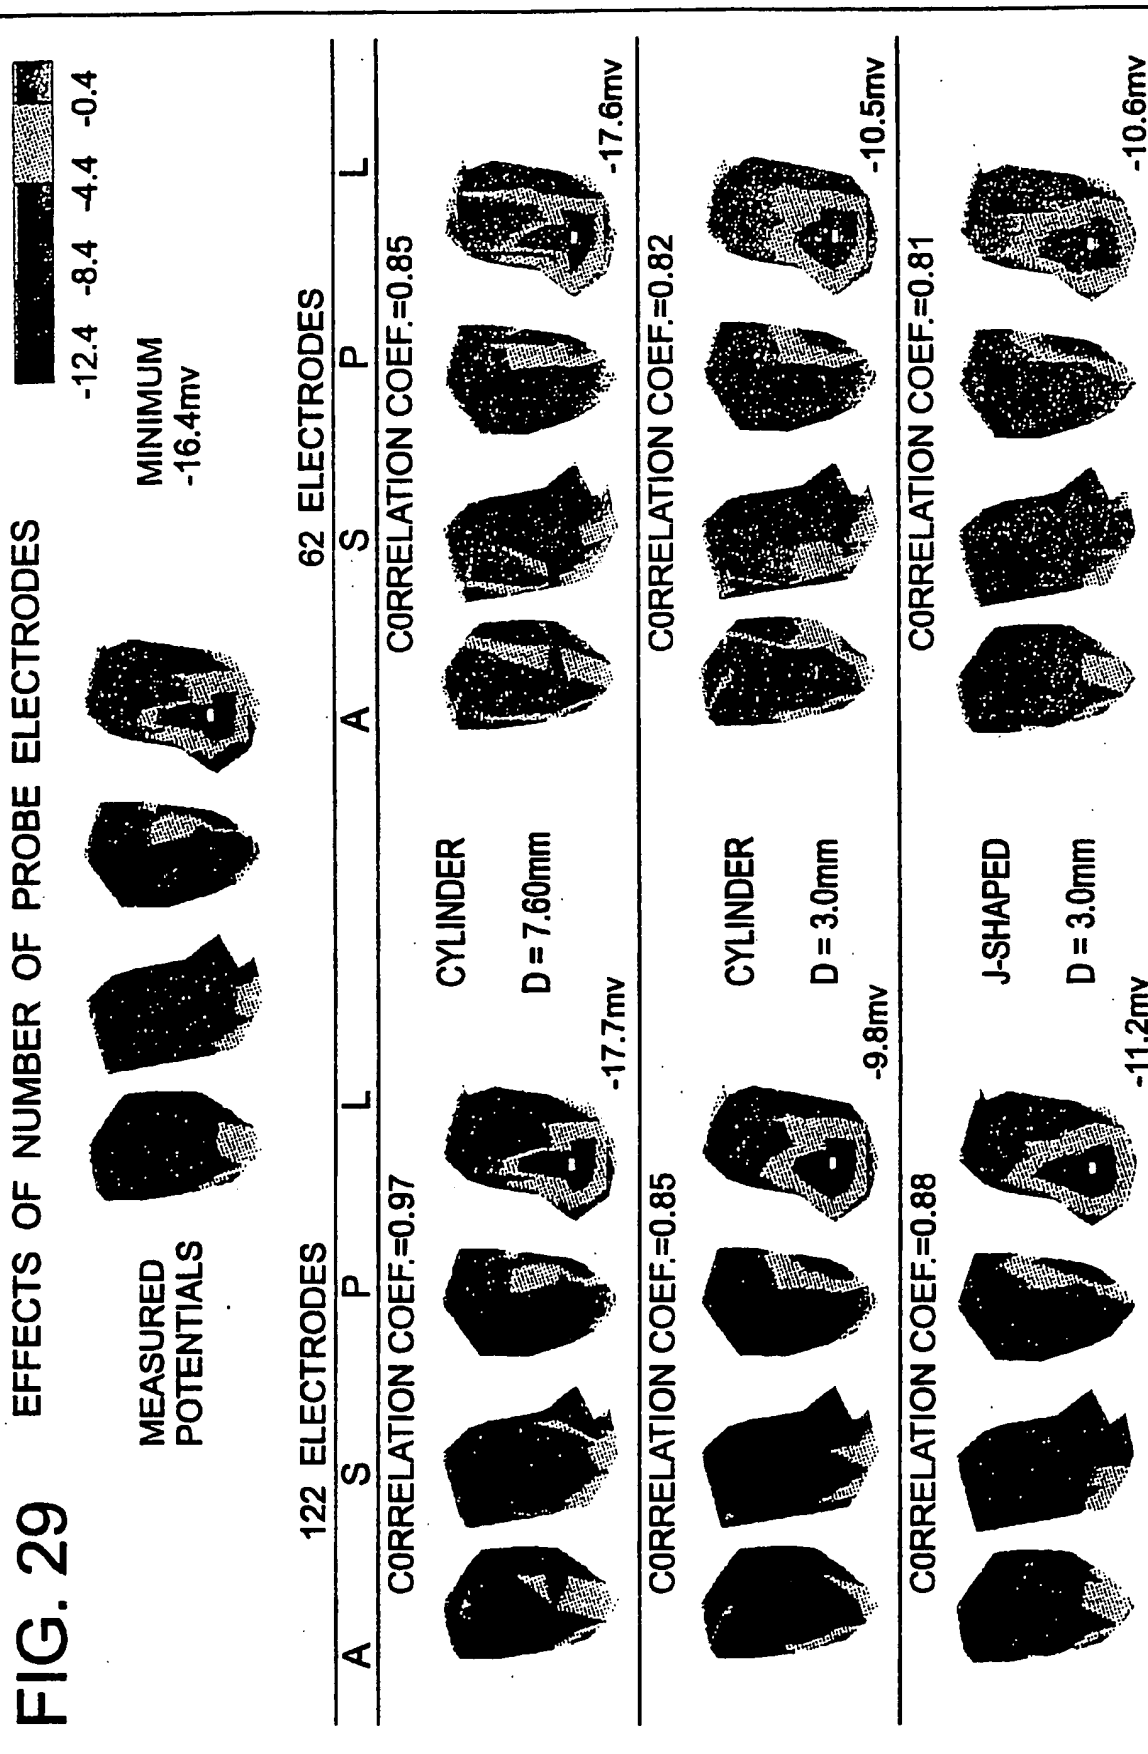 FIG. 29
EFFECTS OF NUMBER OF PROBE ELECTRODES
-12.4 -8.4 -4.4 -0.4
MEASURED
POTENTIALS
MINIMUM
-16.4mv
122 ELECTRODES
62 ELECTRODES
A S P L
A S P L
CORRELATION COEF.=0.97
CORRELATION COEF.=0.85
CYLINDER
D = 7.60mm
-17.7mv
-17.6mv
CORRELATION COEF.=0.85
CORRELATION COEF.=0.82
CYLINDER
D = 3.0mm
-9.8mv
-10.5mv
CORRELATION COEF.=0.88
CORRELATION COEF.=0.81
J-SHAPED
D = 3.0mm
-11.2mv
-10.6mv